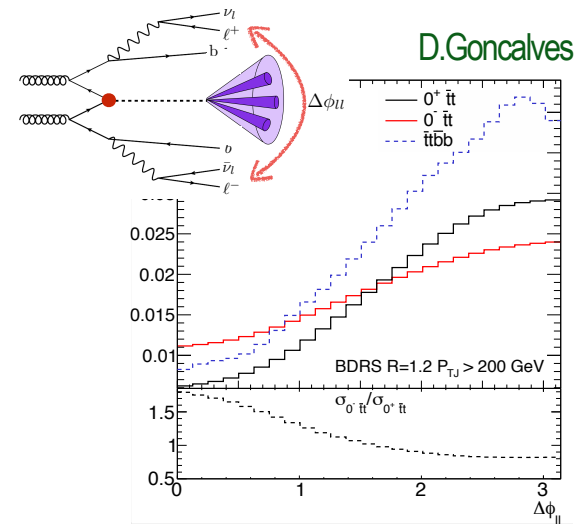 ν_l
ℓ⁺
b⁻
D.Goncalves
Δϕ_ll
0⁺ t̄t
0⁻ t̄t
t̄tb̄b
ν̄_l
ℓ⁻
0.025
0.02
0.015
0.01
BDRS R=1.2 P_TJ > 200 GeV
σ_0⁻ t̄t/σ_0⁺ t̄t
1.5
1
0.5
0 1 2 3
Δϕ_ll